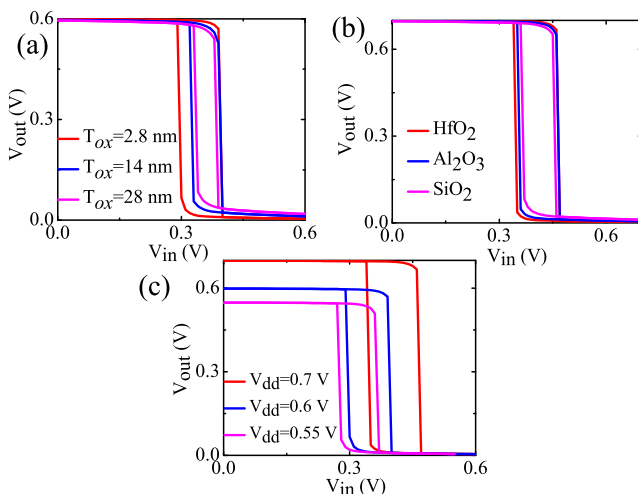 (a)
0.6
0.3
0.0
V_out (V)
T_ox=2.8 nm
T_ox=14 nm
T_ox=28 nm
0.0 0.3 0.6
V_in (V)
(b)
0.6
0.3
0.0
V_out (V)
HfO₂
Al₂O₃
SiO₂
0.0 0.3 0.6
V_in (V)
(c)
0.6
0.3
0.0
V_out (V)
V_dd=0.7 V
V_dd=0.6 V
V_dd=0.55 V
0.3 0.6
V_in (V)